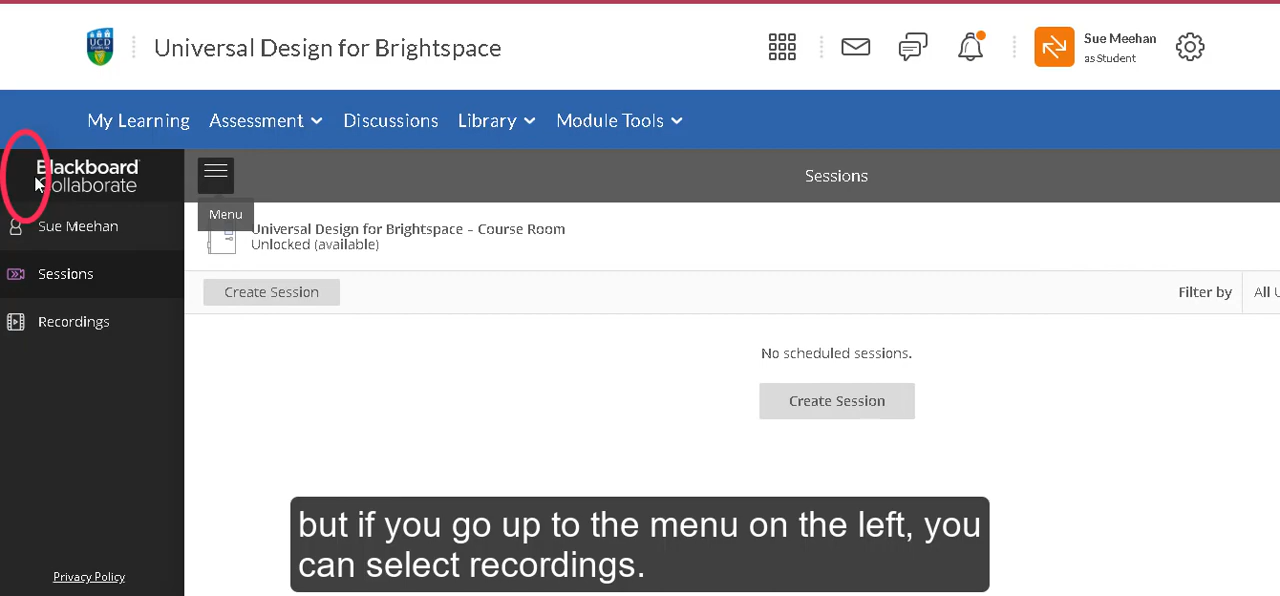 UCD
DUBLIN
Universal Design for Brightspace
Sue Meehan
as Student
My Learning
Assessment
Discussions
Library
Module Tools
Blackboard
Collaborate
Sessions
Menu
Universal Design for Brightspace - Course Room
Unlocked (available)
Sue Meehan
Sessions
Recordings
Create Session
Filter by
All U
No scheduled sessions.
Create Session
but if you go up to the menu on the left, you
can select recordings.
Privacy Policy